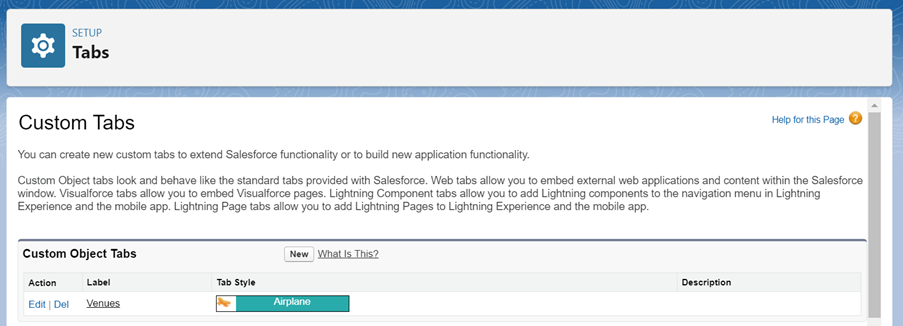 SETUP
Tabs
Custom Tabs
Help for this Page ?
You can create new custom tabs to extend Salesforce functionality or to build new application functionality.
Custom Object tabs look and behave like the standard tabs provided with Salesforce. Web tabs allow you to embed external web applications and content within the Salesforce
window. Visualforce tabs allow you to embed Visualforce pages. Lightning Component tabs allow you to add Lightning components to the navigation menu in Lightning
Experience and the mobile app. Lightning Page tabs allow you to add Lightning Pages to Lightning Experience and the mobile app.
Custom Object Tabs New What Is This?
Action Label Tab Style Description
Edit | Del Venues Airplane